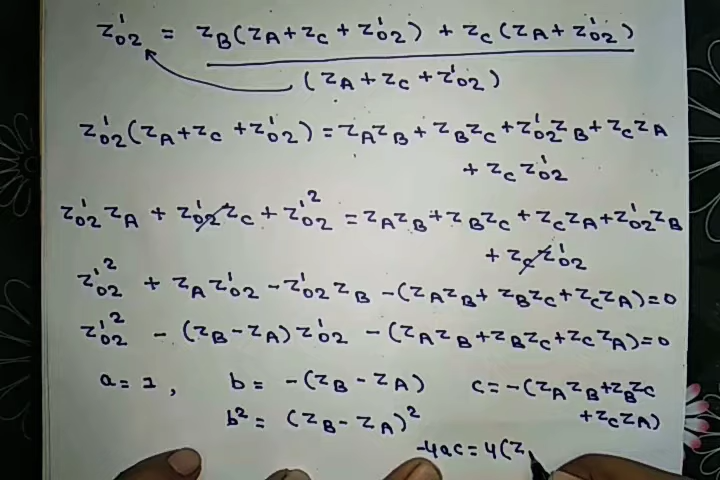 Z'02 = ZB(ZA+ZC+Z'02) + ZC(ZA+Z'02)
(ZA+ZC+Z'02)
Z'02(ZA+ZC+Z'02) = ZAZB+ZBZC+Z'02ZB+ZCZA
+ZCZ'02
Z'02ZA + Z'02ZC + Z'02² = ZAZB+ZBZC+ZCZA+Z'02ZB
+ZCZ'02
Z'02² + ZAZ'02 - Z'02ZB - (ZAZB+ZBZC+ZCZA)=0
Z'02² - (ZB-ZA)Z'02 - (ZAZB+ZBZC+ZCZA)=0
a=1, b= -(ZB-ZA) c=-(ZAZB+ZBZC
+ZCZA)
b²= (ZB-ZA)²
-4ac=4(Z